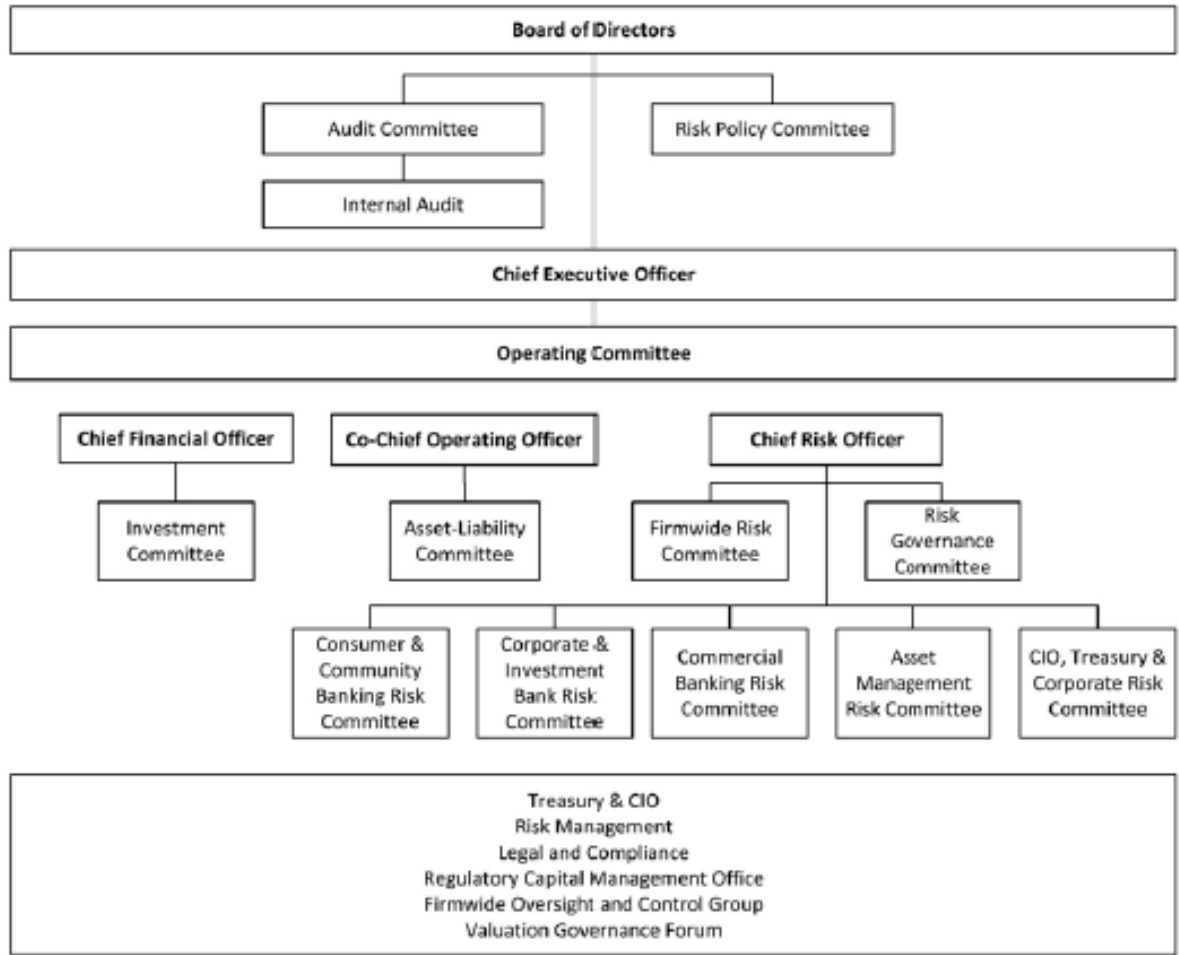 Board of Directors
Audit Committee
Risk Policy Committee
Internal Audit
Chief Executive Officer
Operating Committee
Chief Financial Officer
Co-Chief Operating Officer
Chief Risk Officer
Investment
Committee
Asset-Liability
Committee
Firmwide Risk
Committee
Risk
Governance
Committee
Consumer &
Community
Banking Risk
Committee
Corporate &
Investment
Bank Risk
Committee
Commercial
Banking Risk
Committee
Asset
Management
Risk Committee
CIO, Treasury &
Corporate Risk
Committee
Treasury & CIO
Risk Management
Legal and Compliance
Regulatory Capital Management Office
Firmwide Oversight and Control Group
Valuation Governance Forum